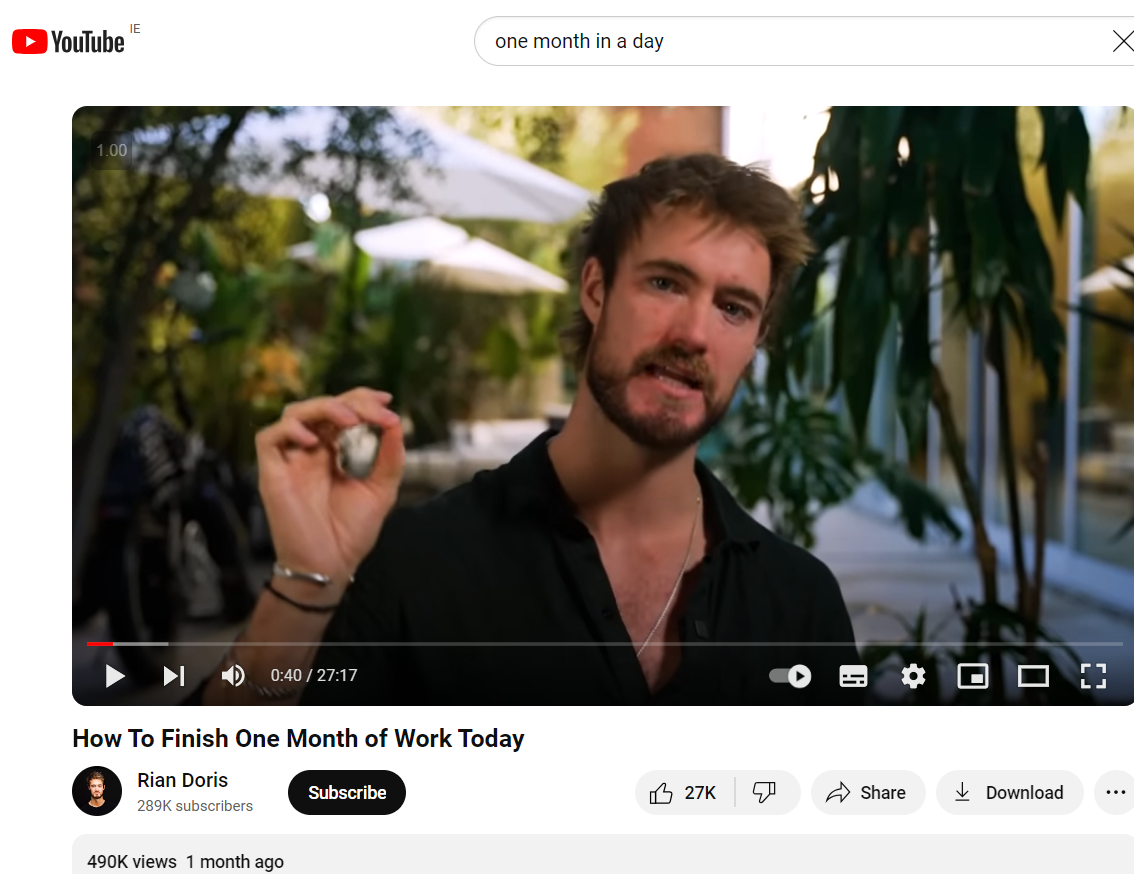 YouTube IE
one month in a day
1.00
0:40 / 27:17
How To Finish One Month of Work Today
Rian Doris
289K subscribers
Subscribe
27K
Share
Download
490K views 1 month ago